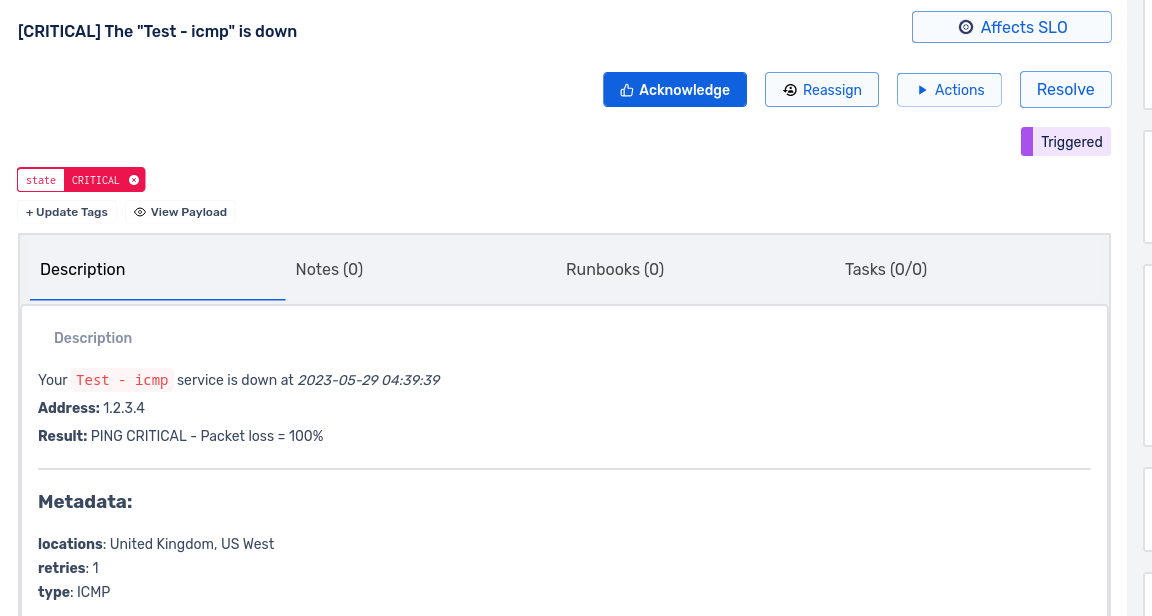 [CRITICAL] The "Test - icmp" is down
Affects SLO
Acknowledge
Reassign
Actions
Resolve
Triggered
state CRITICAL
+ Update Tags
View Payload
Description
Notes (0)
Runbooks (0)
Tasks (0/0)
Description
Your Test - icmp service is down at 2023-05-29 04:39:39
Address: 1.2.3.4
Result: PING CRITICAL - Packet loss = 100%
Metadata:
locations: United Kingdom, US West
retries: 1
type: ICMP